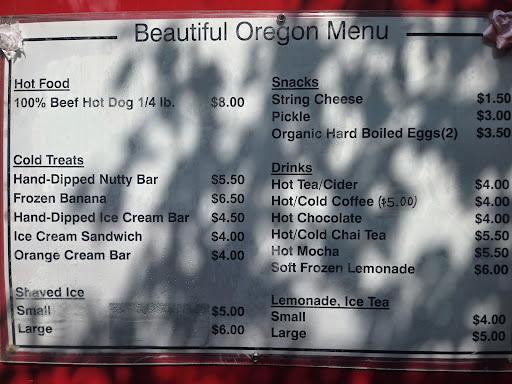 Beautiful Oregon Menu
Hot Food
100% Beef Hot Dog 1/4 lb. $8.00
Cold Treats
Hand-Dipped Nutty Bar $5.50
Frozen Banana $6.50
Hand-Dipped Ice Cream Bar $4.50
Ice Cream Sandwich $4.00
Orange Cream Bar $4.00
Shaved Ice
Small $5.00
Large $6.00
Snacks
String Cheese $1.50
Pickle $3.00
Organic Hard Boiled Eggs(2) $3.50
Drinks
Hot Tea/Cider $4.00
Hot/Cold Coffee ($5.00) $4.00
Hot Chocolate $4.00
Hot/Cold Chai Tea $5.50
Hot Mocha $5.50
Soft Frozen Lemonade $6.00
Lemonade, Ice Tea
Small $4.00
Large $5.00